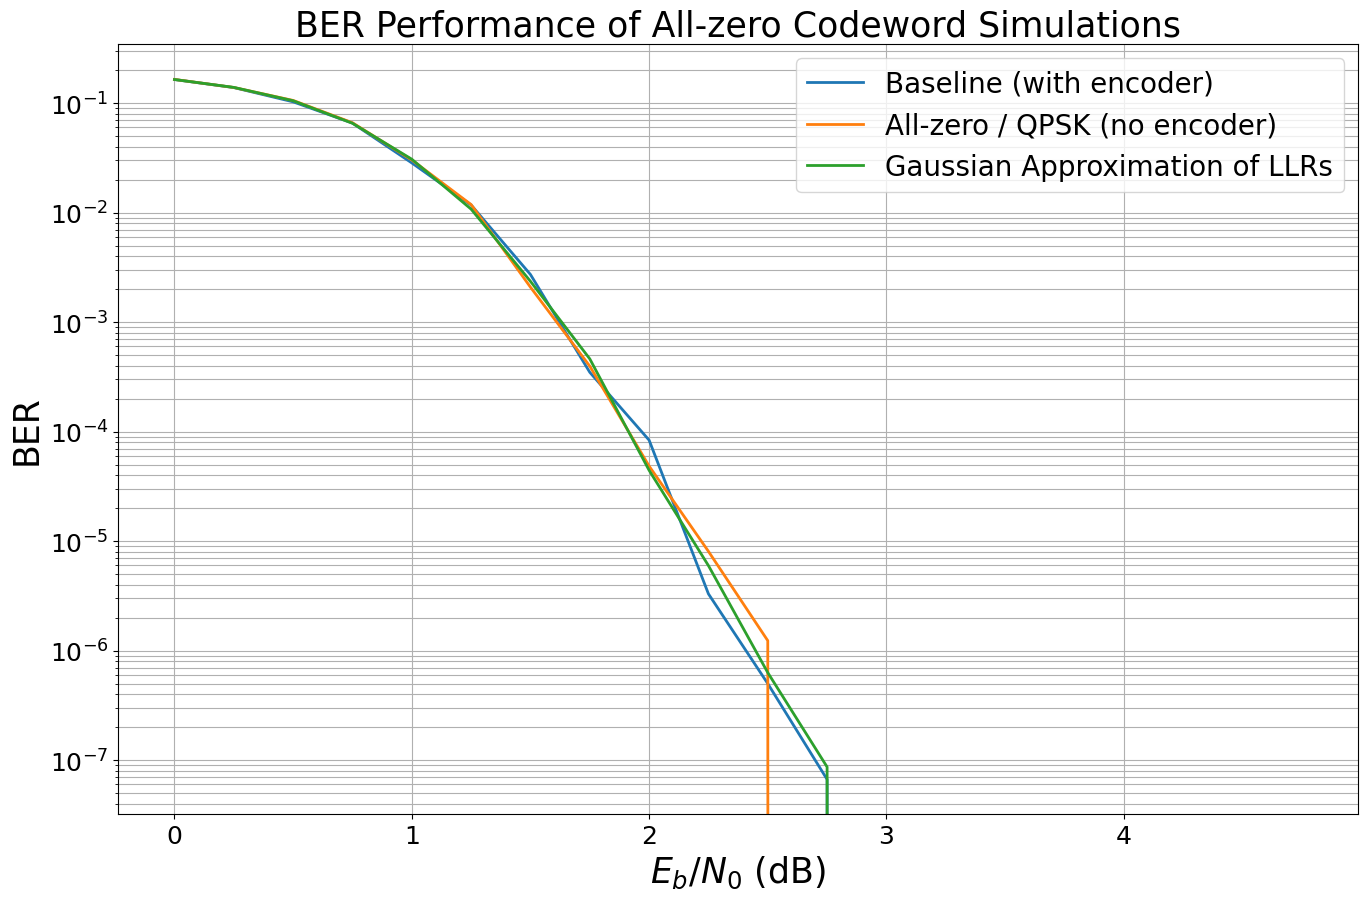 BER Performance of All-zero Codeword Simulations
Baseline (with encoder)
All-zero / QPSK (no encoder)
Gaussian Approximation of LLRs
BER
10⁻¹
10⁻²
10⁻³
10⁻⁴
10⁻⁵
10⁻⁶
10⁻⁷
0 1 2 3 4
E_b/N_0 (dB)